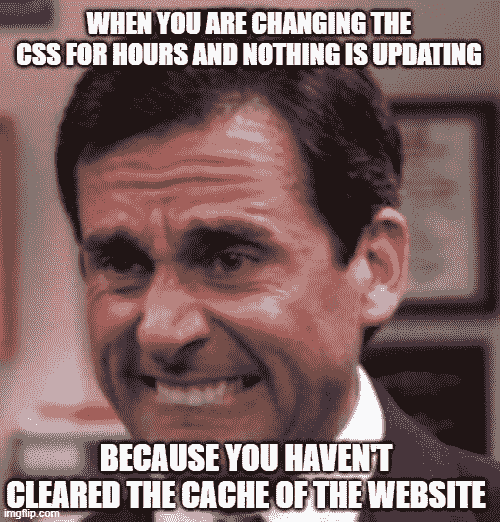 WHEN YOU ARE CHANGING THE
CSS FOR HOURS AND NOTHING IS UPDATING
BECAUSE YOU HAVEN'T
CLEARED THE CACHE OF THE WEBSITE
imgflip.com